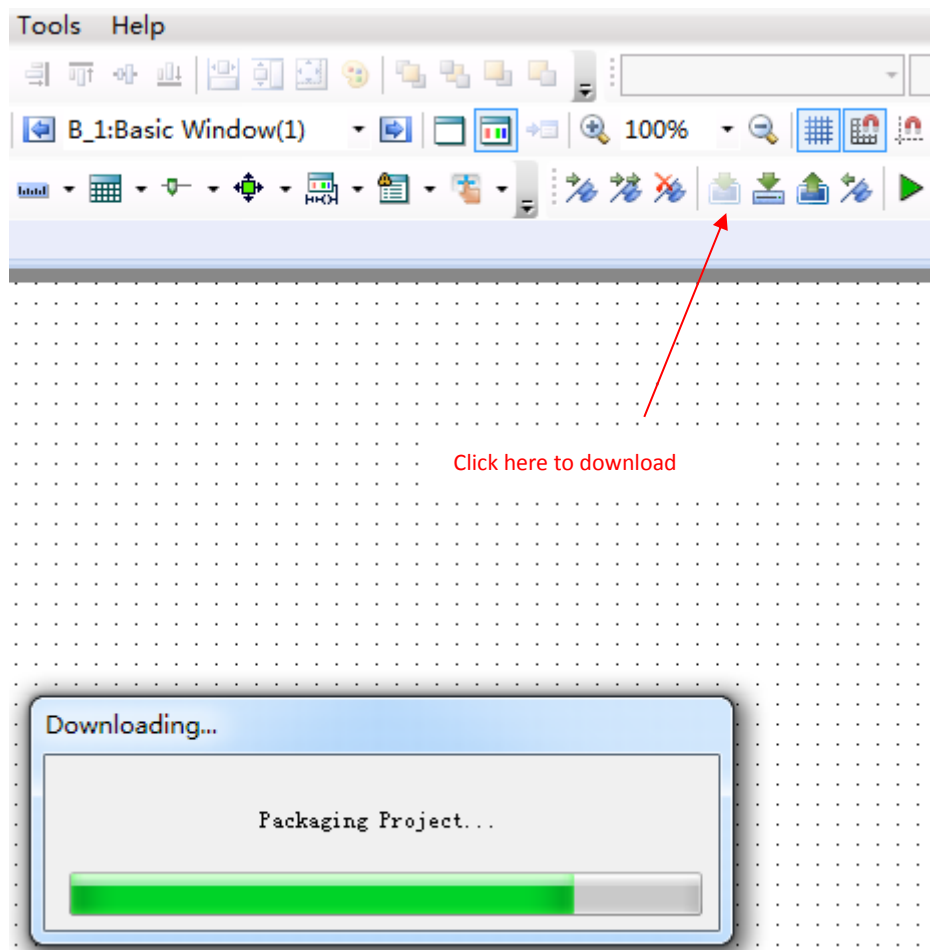 Tools Help
B_1:Basic Window(1) 100%
Click here to download
Downloading...
Packaging Project...